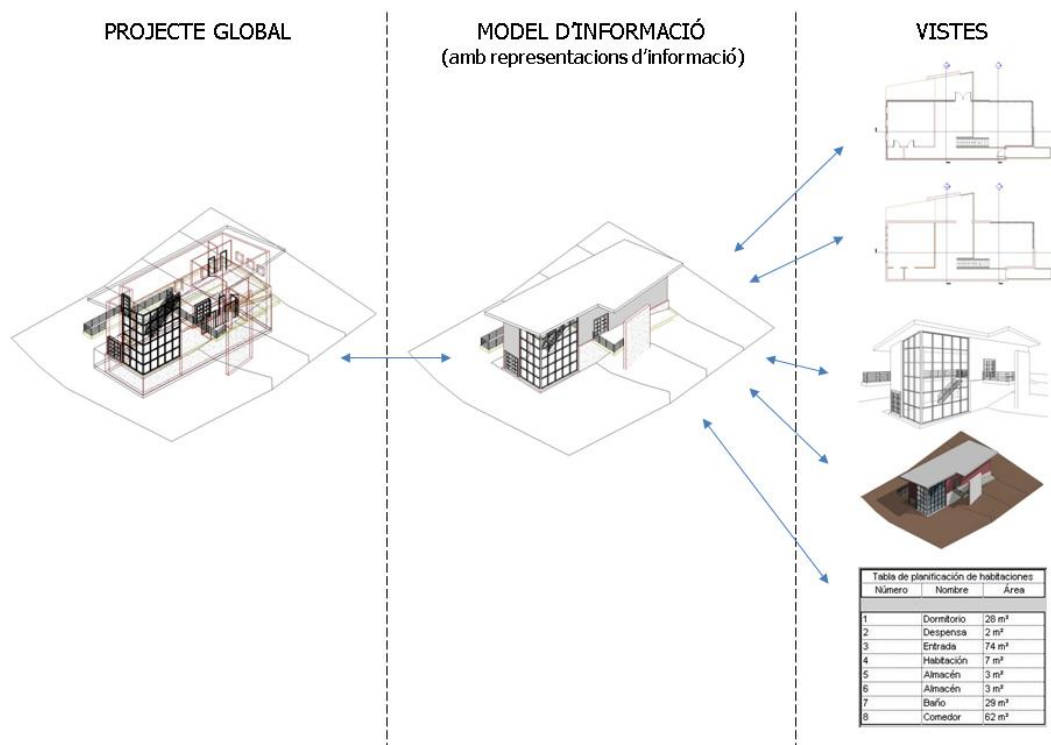 PROJECTE GLOBAL
MODEL D'INFORMACIÓ
(amb representacions d'informació)
VISTES
Tabla de planificación de habitaciones
Número Nombre Área
1 Dormitorio 28 m²
2 Despensa 2 m²
3 Entrada 74 m²
4 Habitación 7 m²
5 Almacén 3 m²
6 Almacén 3 m²
7 Baño 29 m²
8 Comedor 62 m²